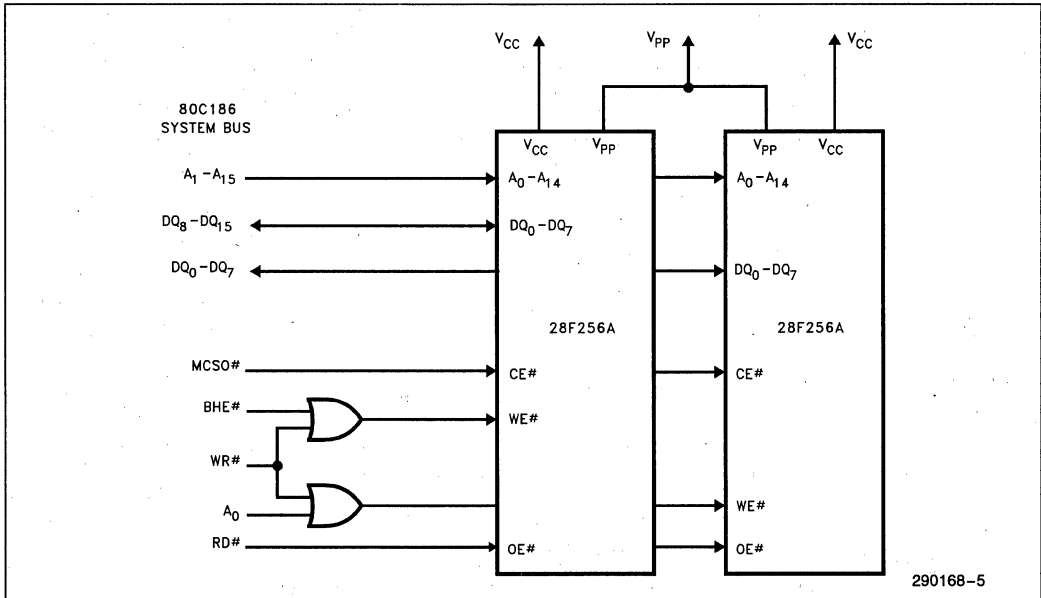 V_CC V_PP V_CC
80C186
SYSTEM BUS
V_CC V_PP V_PP V_CC
A_1–A_15 A_0–A_14 A_0–A_14
DQ_8–DQ_15 DQ_0–DQ_7
DQ_0–DQ_7 DQ_0–DQ_7
28F256A 28F256A
MCSO# CE# CE#
BHE# WE#
WR#
A_0 WE#
RD# OE# OE#
290168–5